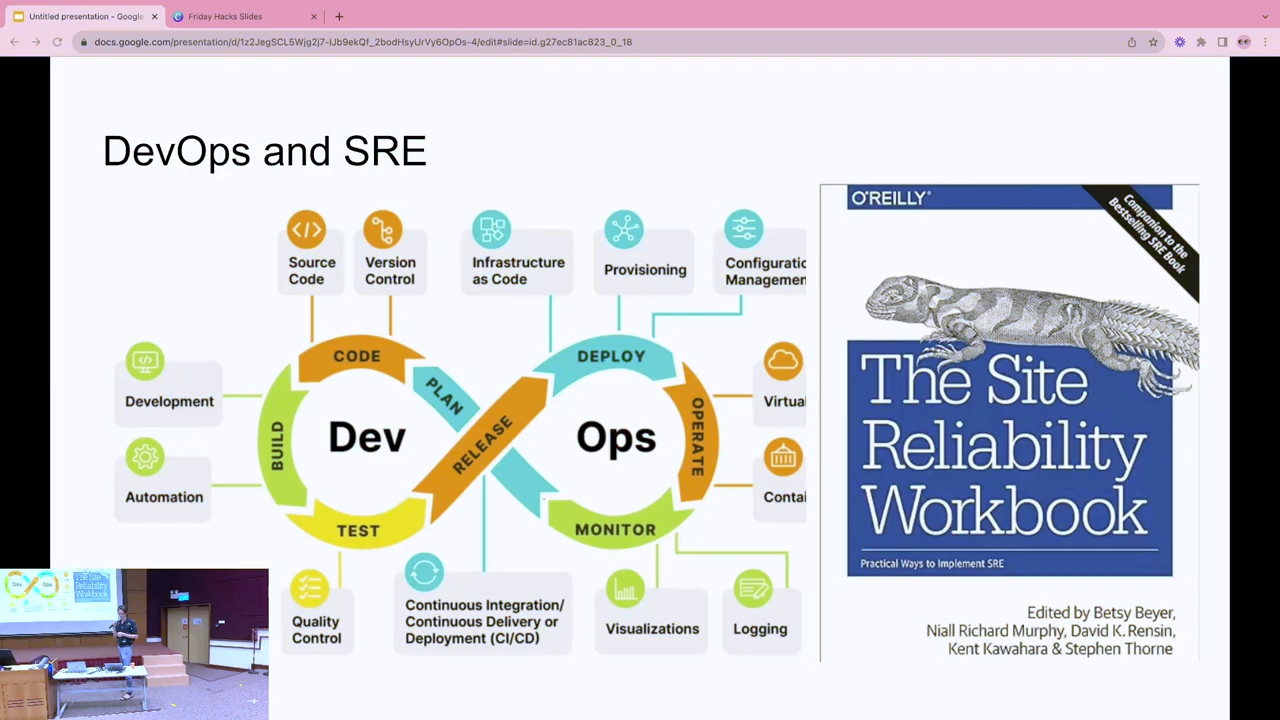 Untitled presentation - Google
Friday Hacks Slides
docs.google.com/presentation/d/1z2JegSCL5Wjg2j7-IJb9ekQf_2bodHsyUrVy6OpOs-4/edit#slide=id.g27ec81ac823_0_18
DevOps and SRE
Source
Code
Version
Control
Infrastructure
as Code
Provisioning
Configuratio
Managemen
Development
Automation
CODE
PLAN
BUILD
Dev
RELEASE
TEST
DEPLOY
Ops
OPERATE
MONITOR
Virtual
Contai
Quality
Control
Continuous Integration/
Continuous Delivery or
Deployment (CI/CD)
Visualizations
Logging
O'REILLY®
Companion to the
Bestselling SRE Book
The Site
Reliability
Workbook
Practical Ways to Implement SRE
Edited by Betsy Beyer,
Niall Richard Murphy, David K. Rensin,
Kent Kawahara & Stephen Thorne